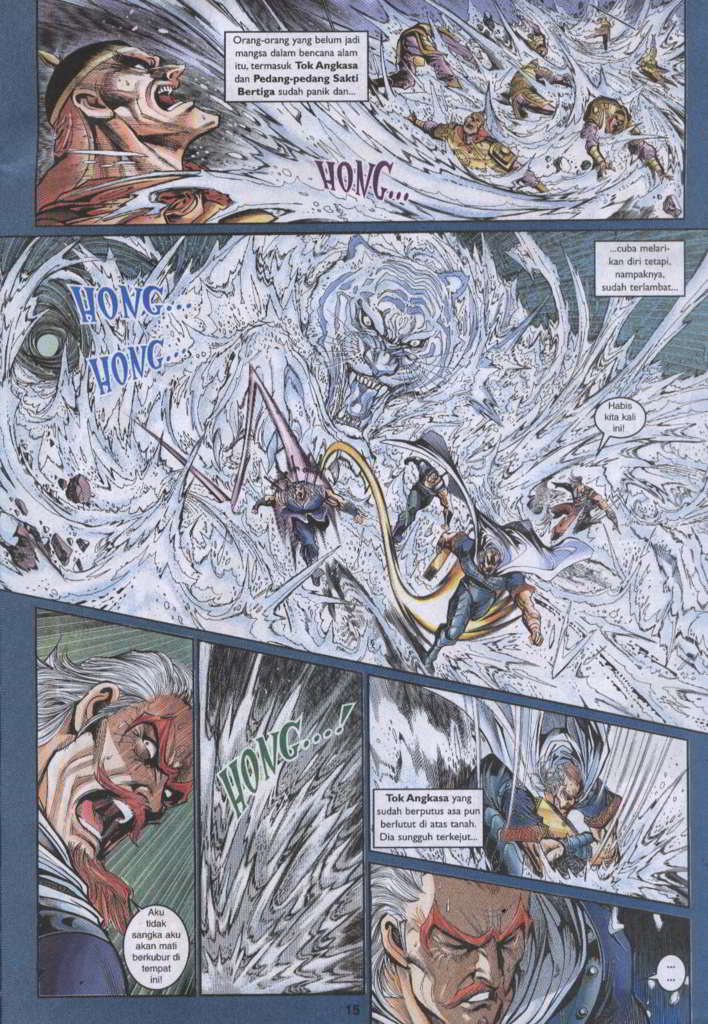 Orang-orang yang belum jadi
mangsa dalam bencana alam
itu, termasuk Tok Angkasa
dan Pedang-pedang Sakti
Bertiga sudah panik dan...
HONG...
...cuba melari-
kan diri tetapi,
nampaknya,
sudah terlambat...
HONG...
HONG...
Habis
kita kali
ini!
Aku
tidak
sangka aku
akan mati
berkubur di
tempat
ini!
HONG...!
Tok Angkasa yang
sudah berputus asa pun
berlutut di atas tanah.
Dia sungguh terkejut...
...
...
15